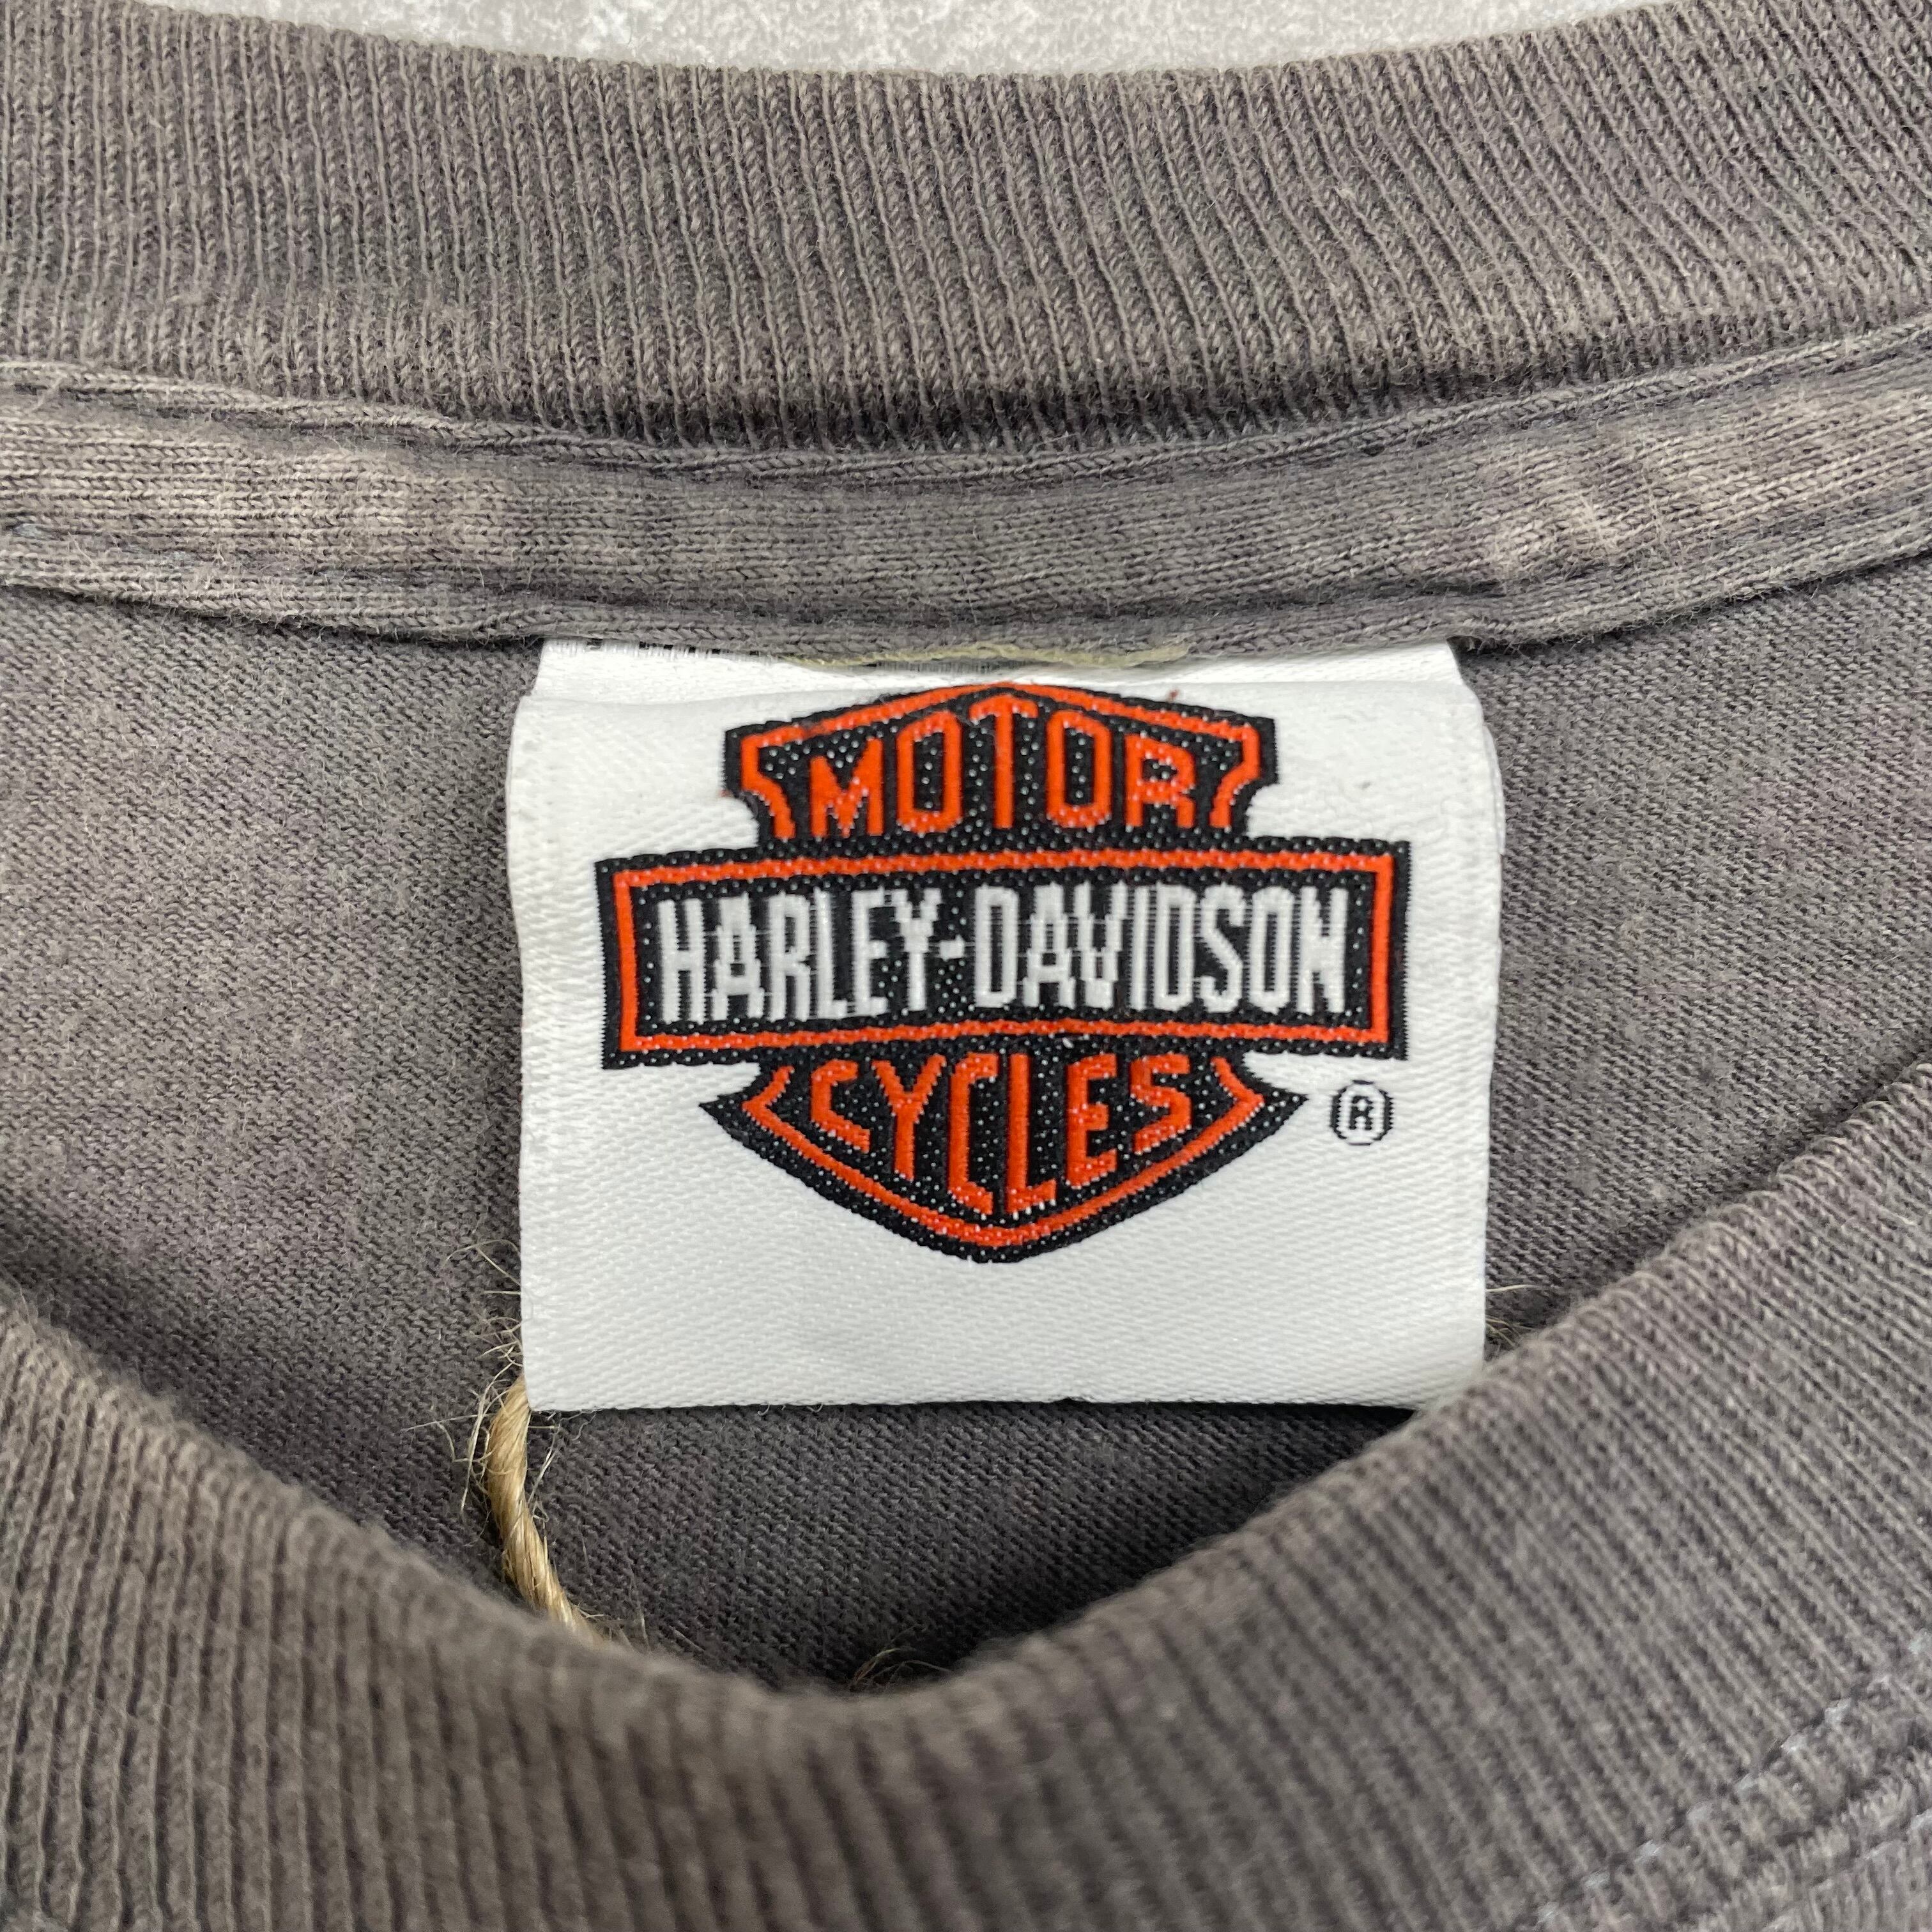 MOTOR
HARLEY-DAVIDSON
CYCLES
®